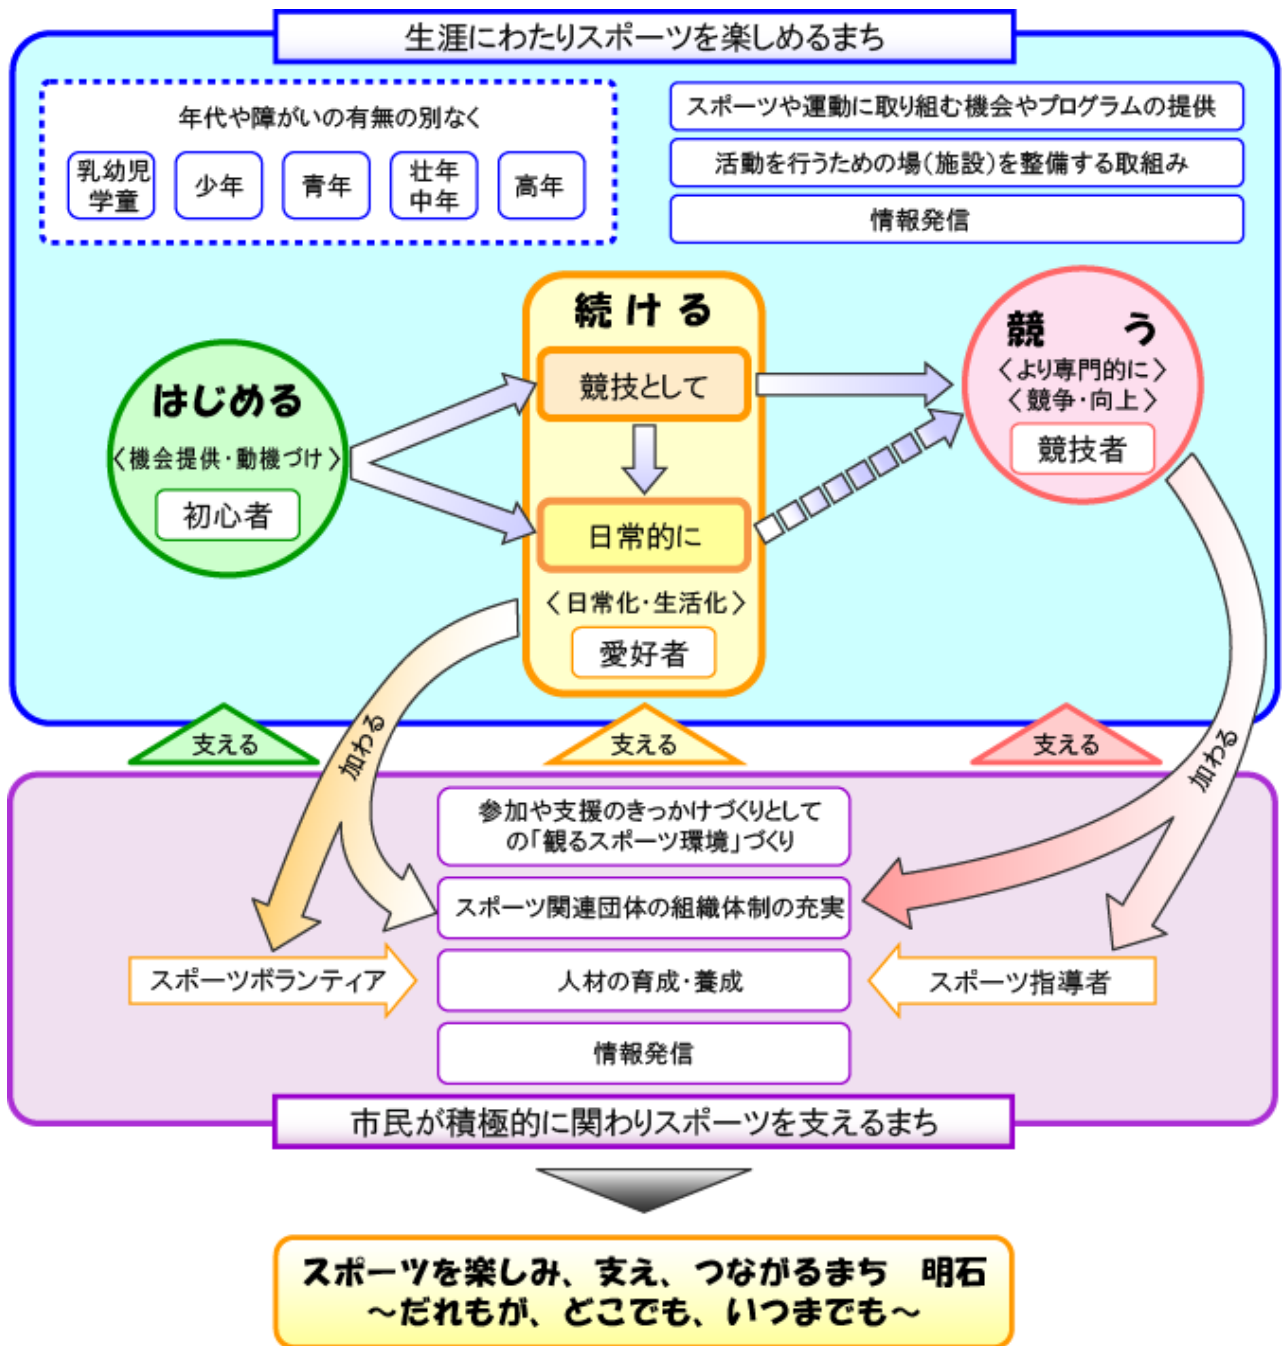 生涯にわたりスポーツを楽しめるまち
年代や障がいの有無の別なく
乳幼児
学童
少年
青年
壮年
中年
高年
スポーツや運動に取り組む機会やプログラムの提供
活動を行うための場(施設)を整備する取組み
情報発信
はじめる
〈機会提供・動機づけ〉
初心者
続ける
競技として
日常的に
〈日常化・生活化〉
愛好者
競う
〈より専門的に〉
〈競争・向上〉
競技者
支える
支える
支える
加わる
加わる
参加や支援のきっかけづくりとして
の「観るスポーツ環境」づくり
スポーツ関連団体の組織体制の充実
スポーツボランティア
人材の育成・養成
スポーツ指導者
情報発信
市民が積極的に関わりスポーツを支えるまち
スポーツを楽しみ、支え、つながるまち 明石
～だれもが、どこでも、いつまでも～